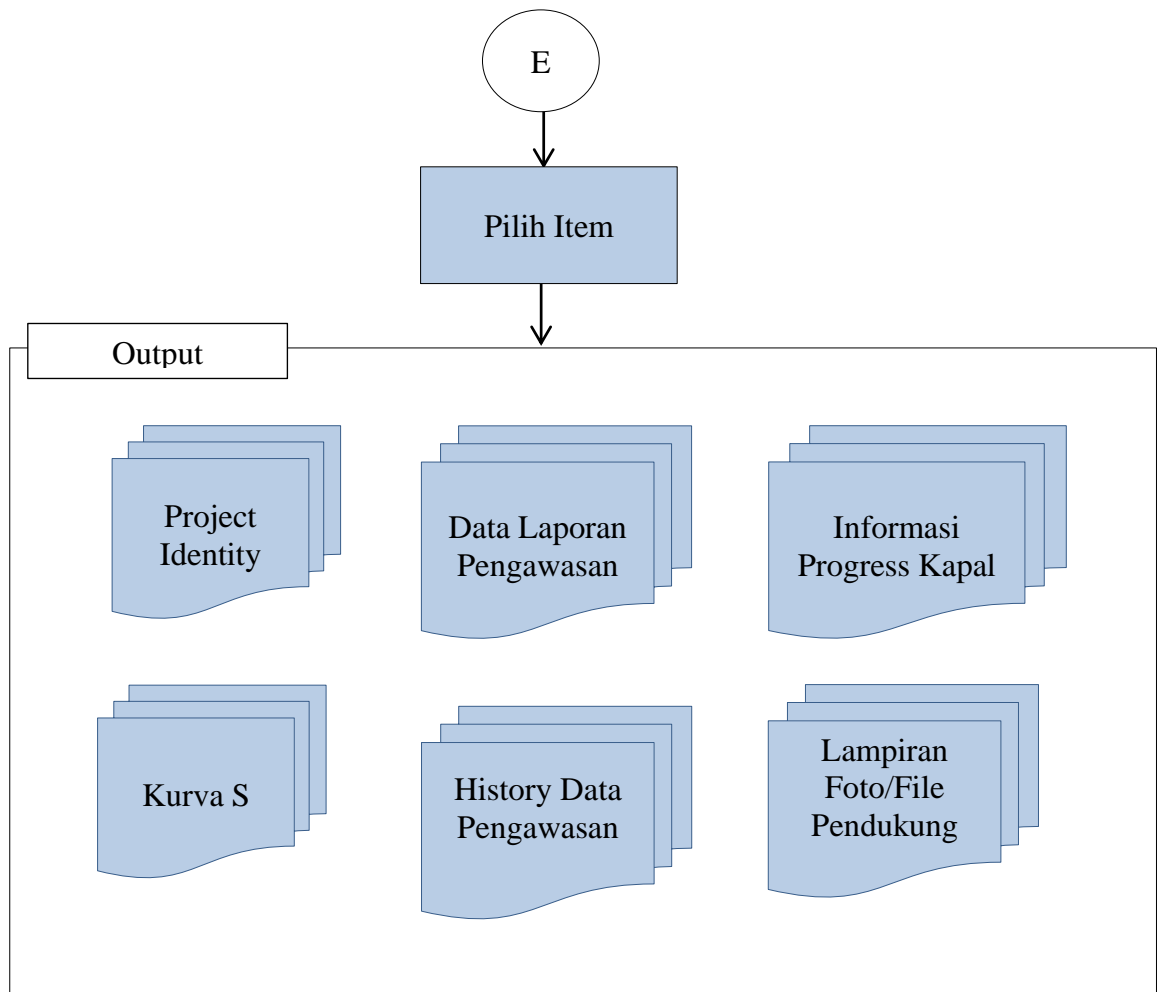 E
Pilih Item
Output
Project
Identity
Data Laporan
Pengawasan
Informasi
Progress Kapal
Kurva S
History Data
Pengawasan
Lampiran
Foto/File
Pendukung